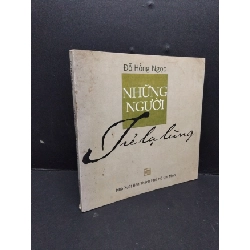 Đỗ Hồng Ngọc
NHỮNG
NGƯỜI
Trẻ lạ lùng